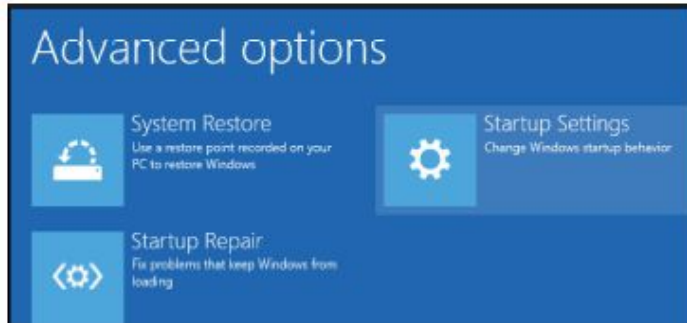 Advanced options
System Restore
Use a restore point recorded on your
PC to restore Windows
Startup Settings
Change Windows startup behavior
Startup Repair
Fix problems that keep Windows from
loading